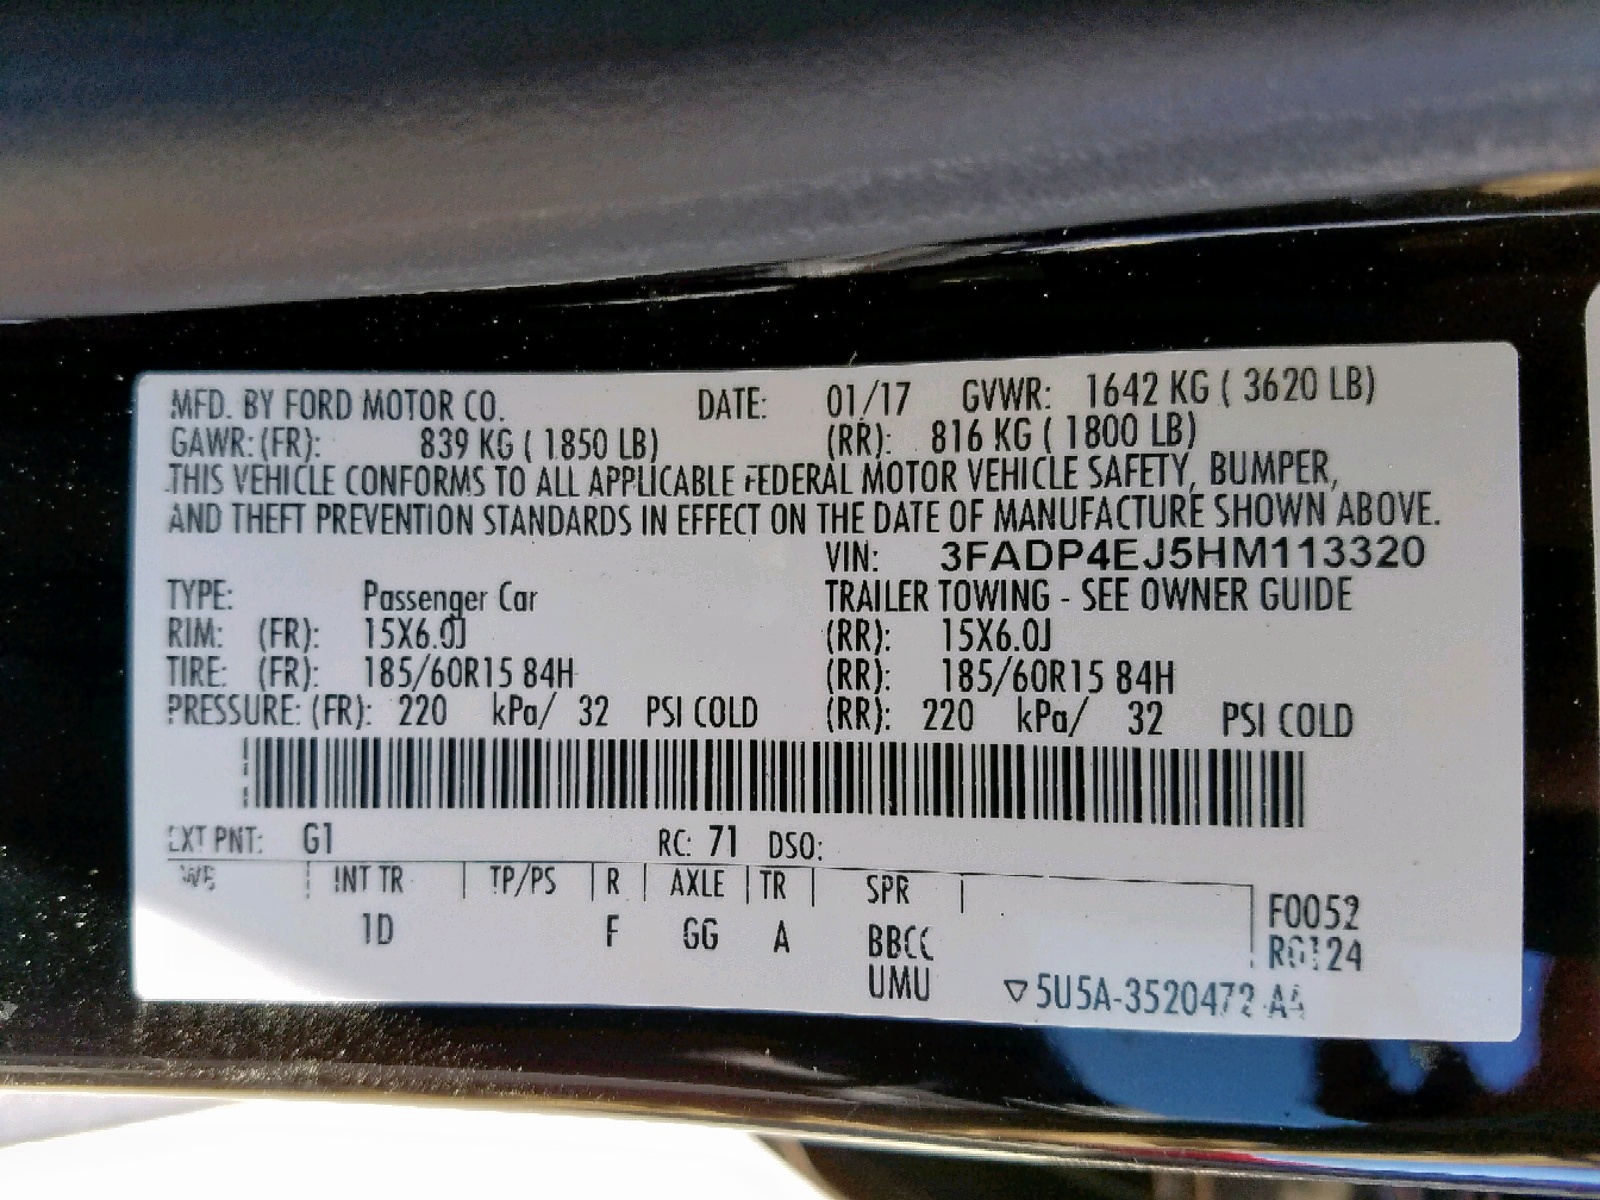 MFD. BY FORD MOTOR CO. DATE: 01/17 GVWR: 1642 KG ( 3620 LB)
GAWR: (FR): 839 KG ( 1850 LB) (RR): 816 KG ( 1800 LB)
THIS VEHICLE CONFORMS TO ALL APPLICABLE FEDERAL MOTOR VEHICLE SAFETY, BUMPER,
AND THEFT PREVENTION STANDARDS IN EFFECT ON THE DATE OF MANUFACTURE SHOWN ABOVE.
VIN: 3FADP4EJ5HM113320
TYPE: Passenger Car TRAILER TOWING - SEE OWNER GUIDE
RIM: (FR): 15X6.0J (RR): 15X6.0J
TIRE: (FR): 185/60R15 84H (RR): 185/60R15 84H
PRESSURE: (FR): 220 kPa/ 32 PSI COLD (RR): 220 kPa/ 32 PSI COLD
EXT PNT: G1 RC: 71 DSO:
WB INT TR TP/PS R AXLE TR SPR F0052
1D F GG A BBCC
UMU ▽5U5A-3520472-AA